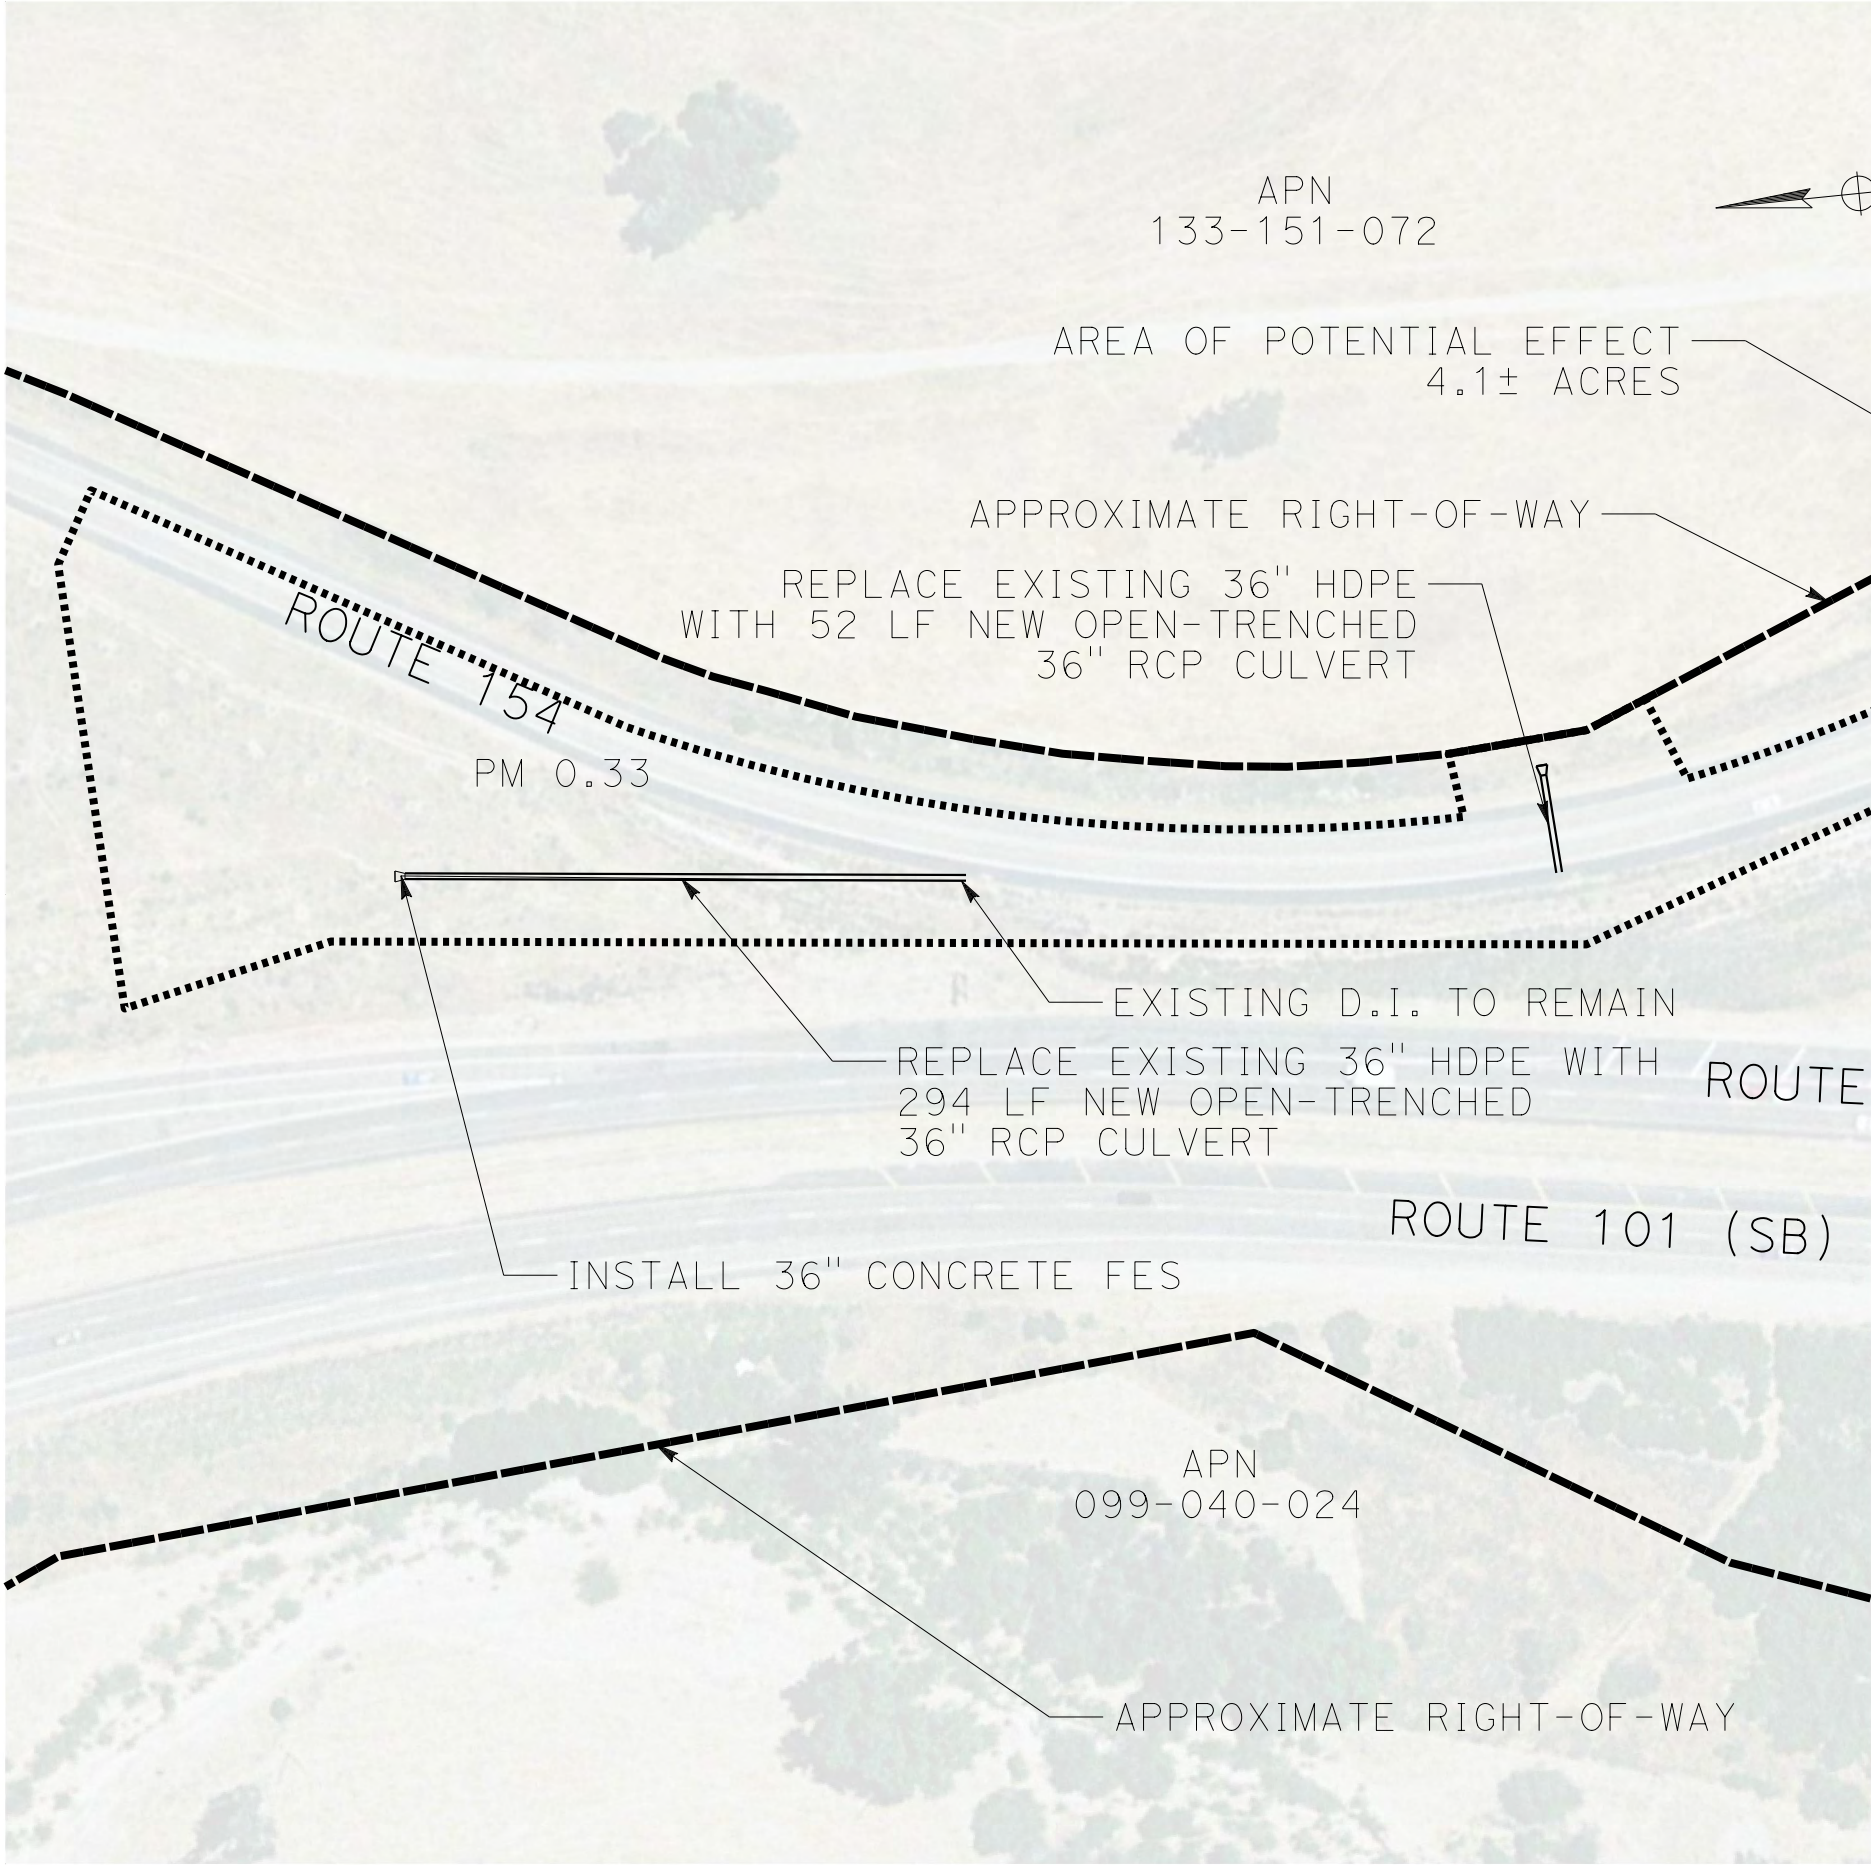 APN
133-151-072
AREA OF POTENTIAL EFFECT
4.1± ACRES
APPROXIMATE RIGHT-OF-WAY
REPLACE EXISTING 36" HDPE
WITH 52 LF NEW OPEN-TRENCHED
36" RCP CULVERT
ROUTE 154
PM 0.33
EXISTING D.I. TO REMAIN
REPLACE EXISTING 36" HDPE WITH
294 LF NEW OPEN-TRENCHED
36" RCP CULVERT
ROUTE
ROUTE 101 (SB)
INSTALL 36" CONCRETE FES
APN
099-040-024
APPROXIMATE RIGHT-OF-WAY